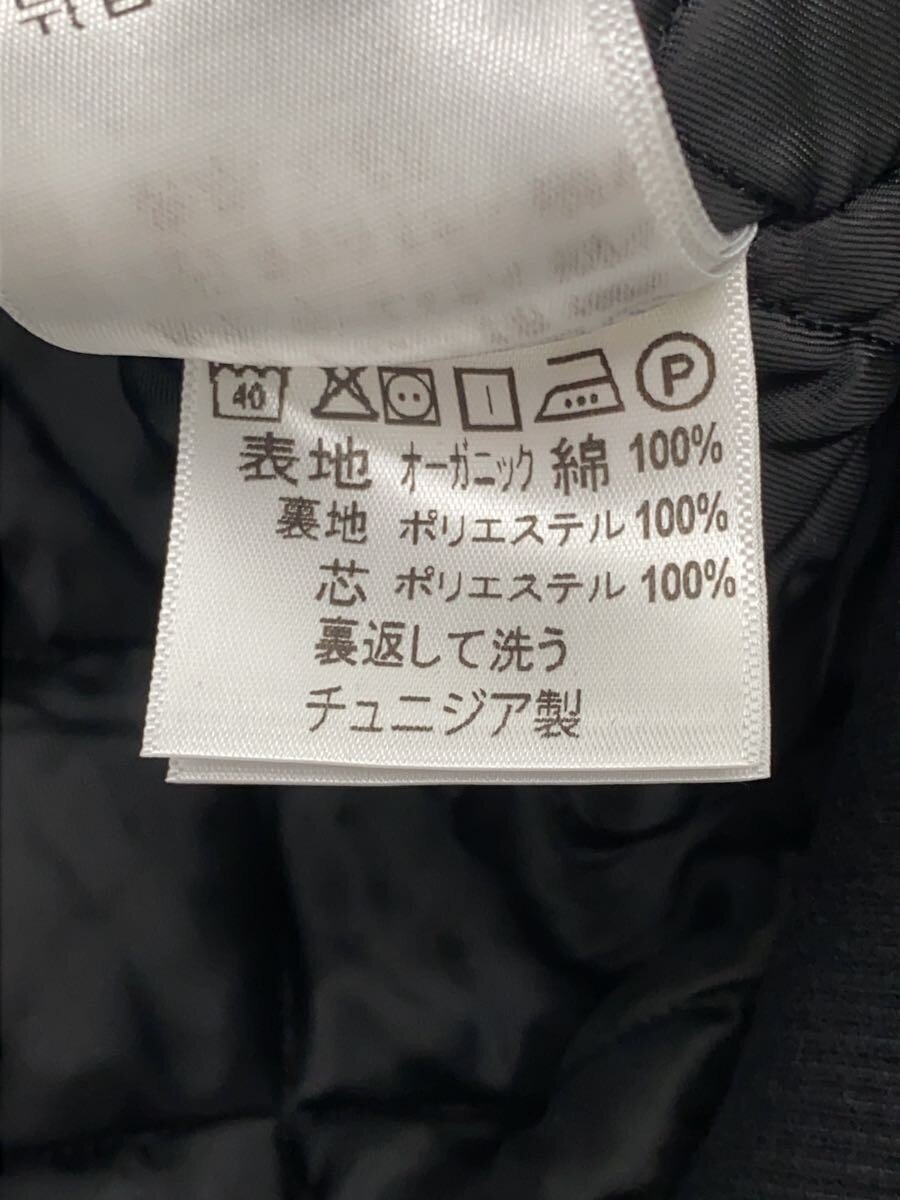 40 P
表地 オーガニック 綿 100%
裏地 ポリエステル 100%
芯 ポリエステル 100%
裏返して洗う
チュニジア製